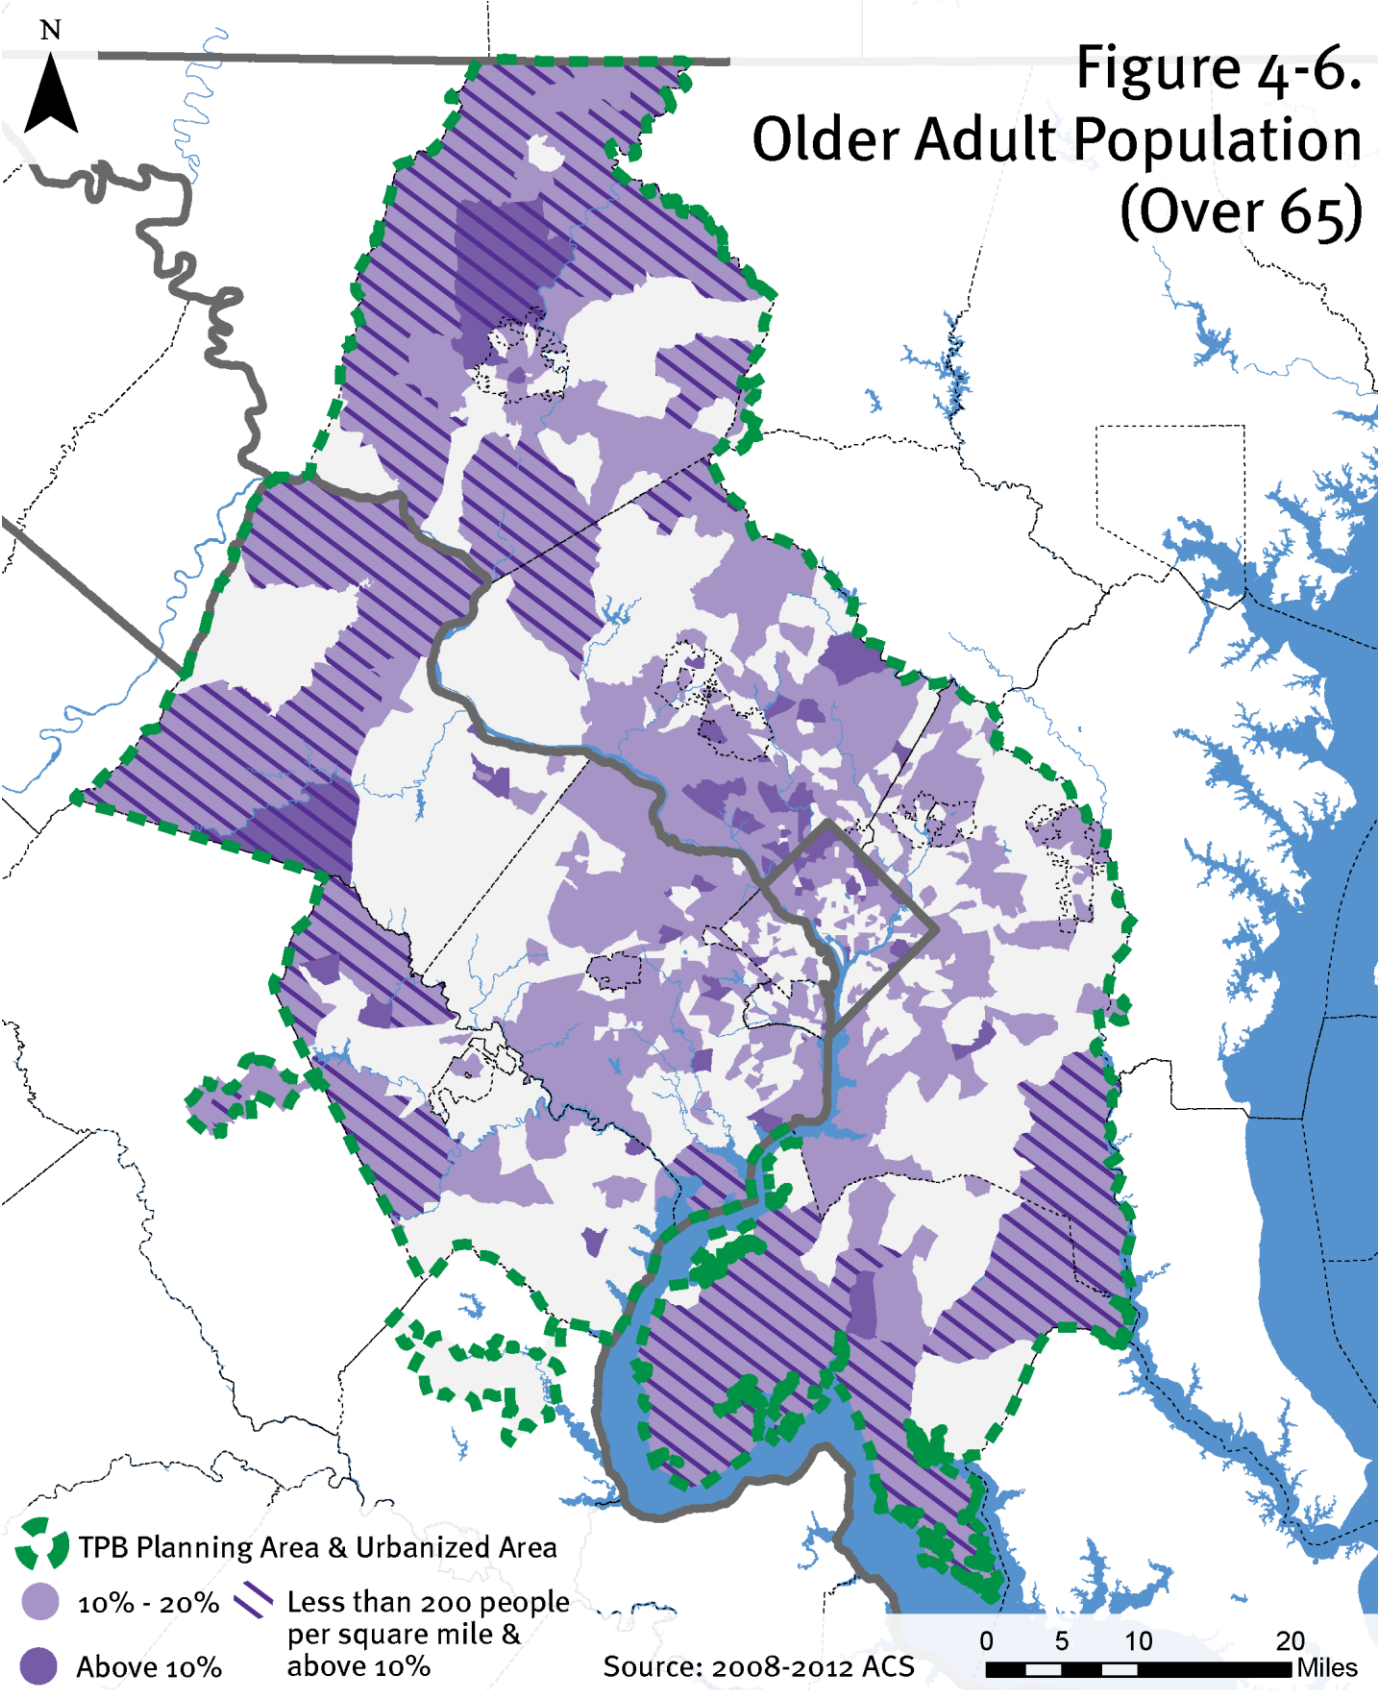 N
Figure 4-6.
Older Adult Population
(Over 65)
TPB Planning Area & Urbanized Area
10% - 20%
Less than 200 people
per square mile &
above 10%
Above 10%
Source: 2008-2012 ACS
0 5 10 20
Miles